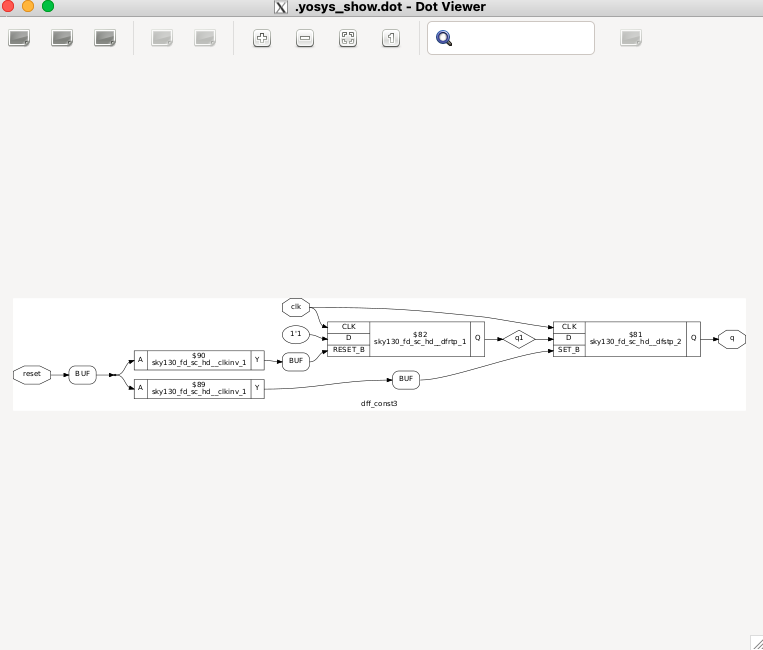 .yosys_show.dot - Dot Viewer
clk
1'1
BUF
CLK
D
RESET_B
$82
sky130_fd_sc_hd__dfrtp_1
Q
q1
CLK
D
SET_B
$81
sky130_fd_sc_hd__dfstp_2
Q
q
reset
BUF
A
$90
sky130_fd_sc_hd__clkinv_1
Y
A
$89
sky130_fd_sc_hd__clkinv_1
Y
BUF
dff_const3